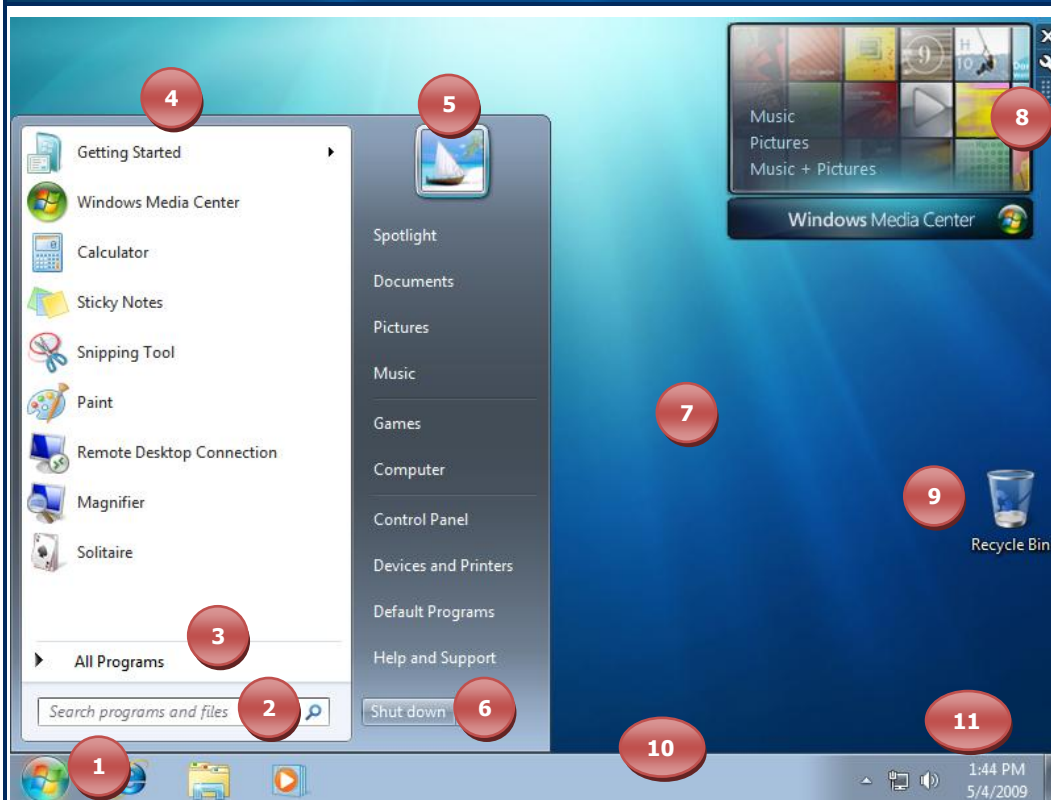 4
5
Getting Started
Windows Media Center
Calculator
Sticky Notes
Snipping Tool
Paint
Remote Desktop Connection
Magnifier
Solitaire
3
All Programs
Search programs and files
2
1
Spotlight
Documents
Pictures
Music
Games
Computer
Control Panel
Devices and Printers
Default Programs
Help and Support
Shut down
6
9
H
10
Music
Pictures
Music + Pictures
8
Windows Media Center
7
9
Recycle Bin
10
11
1:44 PM
5/4/2009